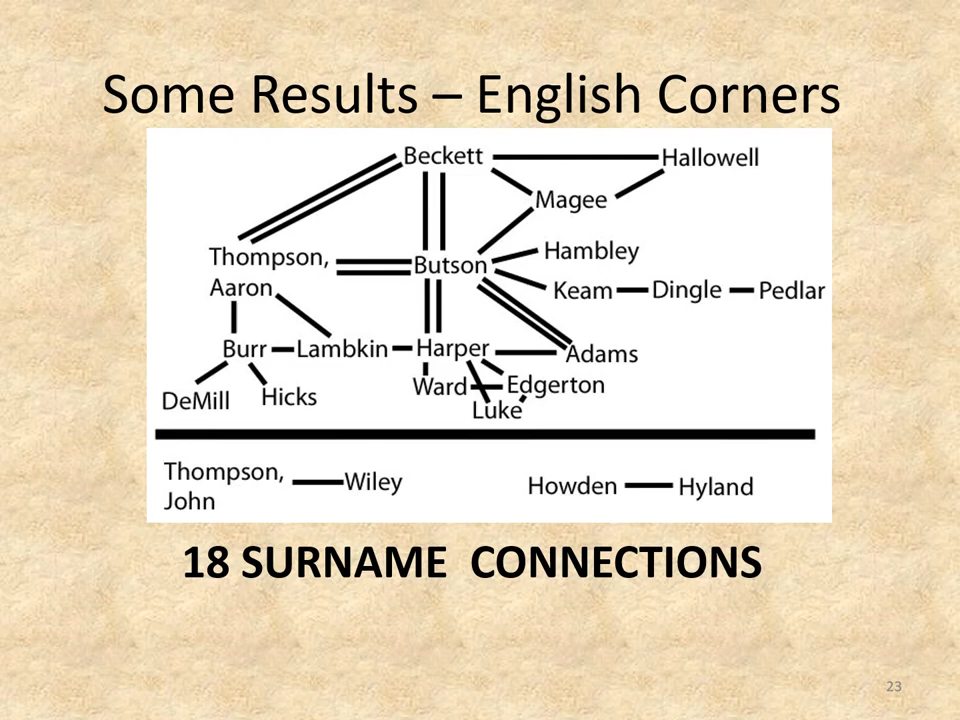 Some Results – English Corners
Beckett
Hallowell
Magee
Thompson,
Aaron
Butson
Hambley
Keam
Dingle
Pedlar
Burr
Lambkin
Harper
Adams
DeMill
Hicks
Ward
Edgerton
Luke
Thompson,
John
Wiley
Howden
Hyland
18 SURNAME CONNECTIONS
23